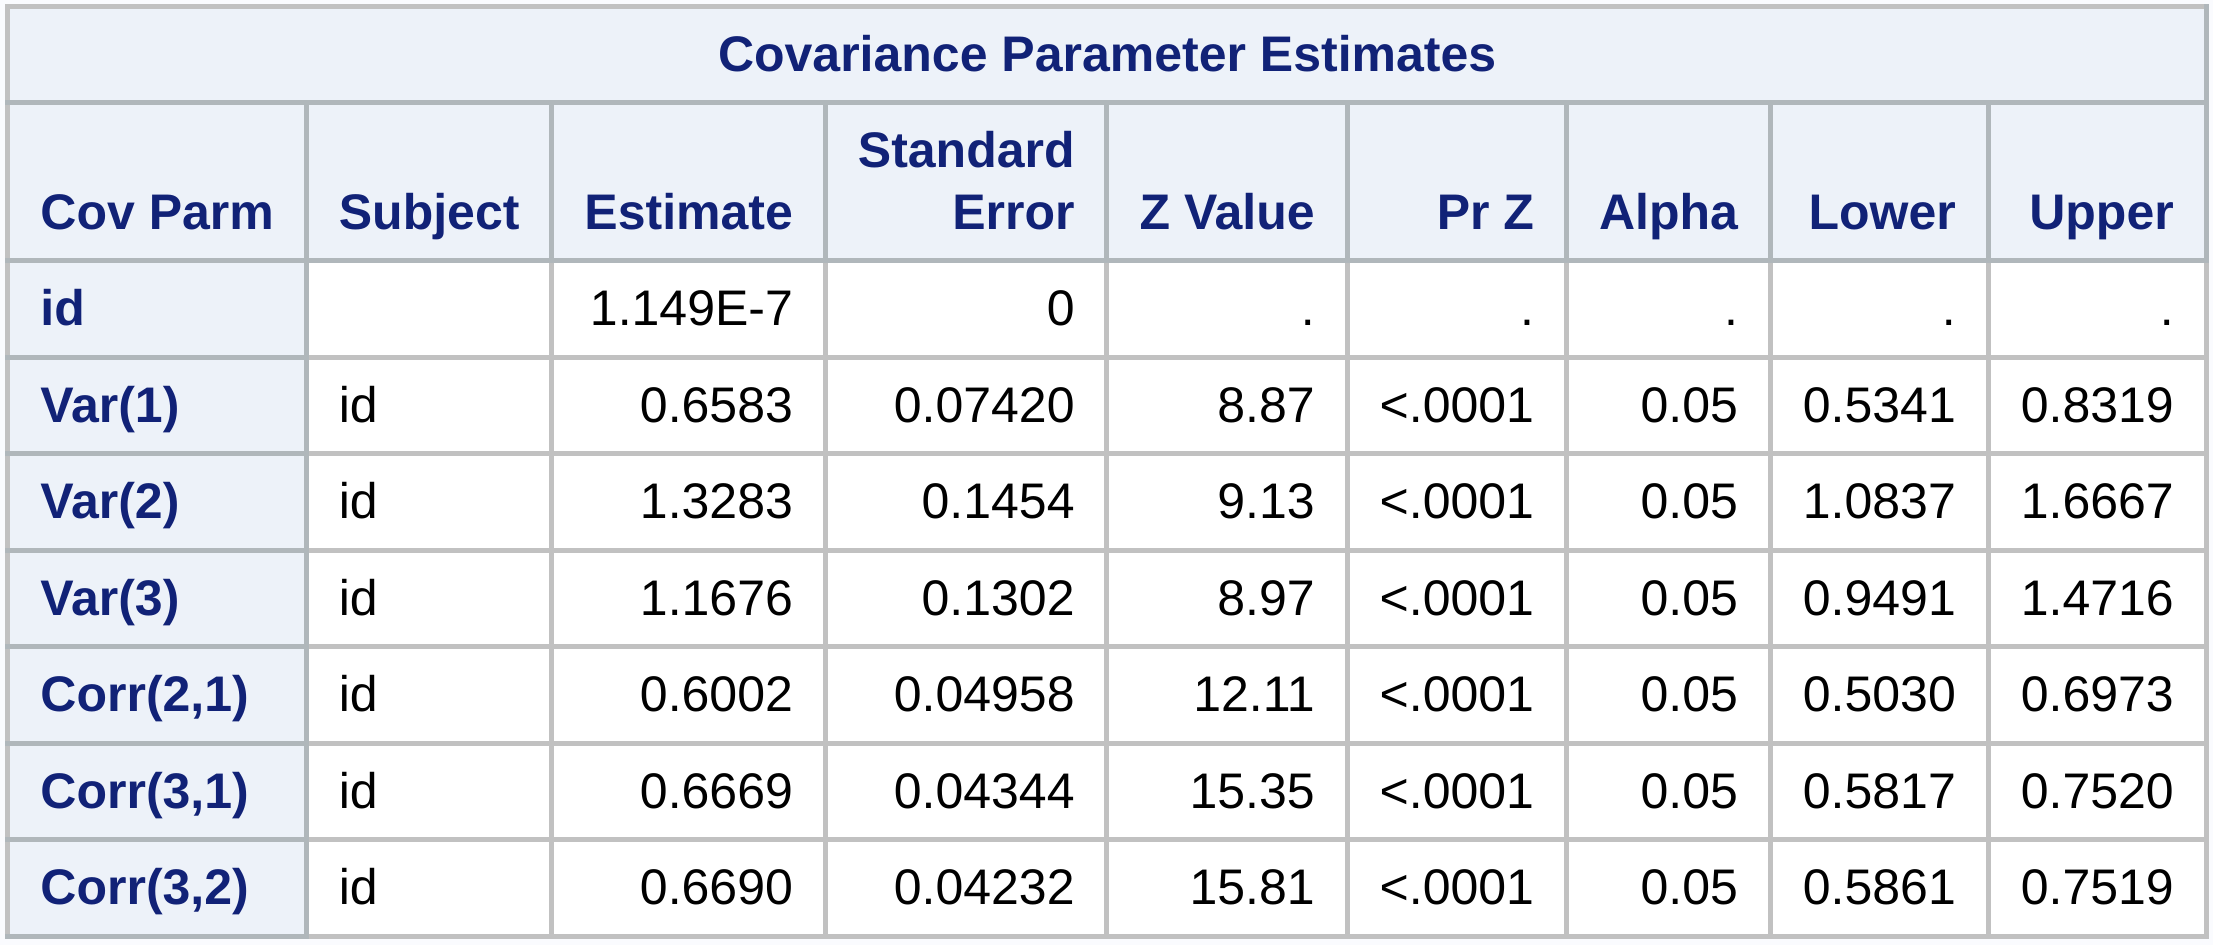 Covariance Parameter Estimates
Cov Parm Subject Estimate Standard Error Z Value Pr Z Alpha Lower Upper
id 1.149E-7 0 . . . . .
Var(1) id 0.6583 0.07420 8.87 <.0001 0.05 0.5341 0.8319
Var(2) id 1.3283 0.1454 9.13 <.0001 0.05 1.0837 1.6667
Var(3) id 1.1676 0.1302 8.97 <.0001 0.05 0.9491 1.4716
Corr(2,1) id 0.6002 0.04958 12.11 <.0001 0.05 0.5030 0.6973
Corr(3,1) id 0.6669 0.04344 15.35 <.0001 0.05 0.5817 0.7520
Corr(3,2) id 0.6690 0.04232 15.81 <.0001 0.05 0.5861 0.7519